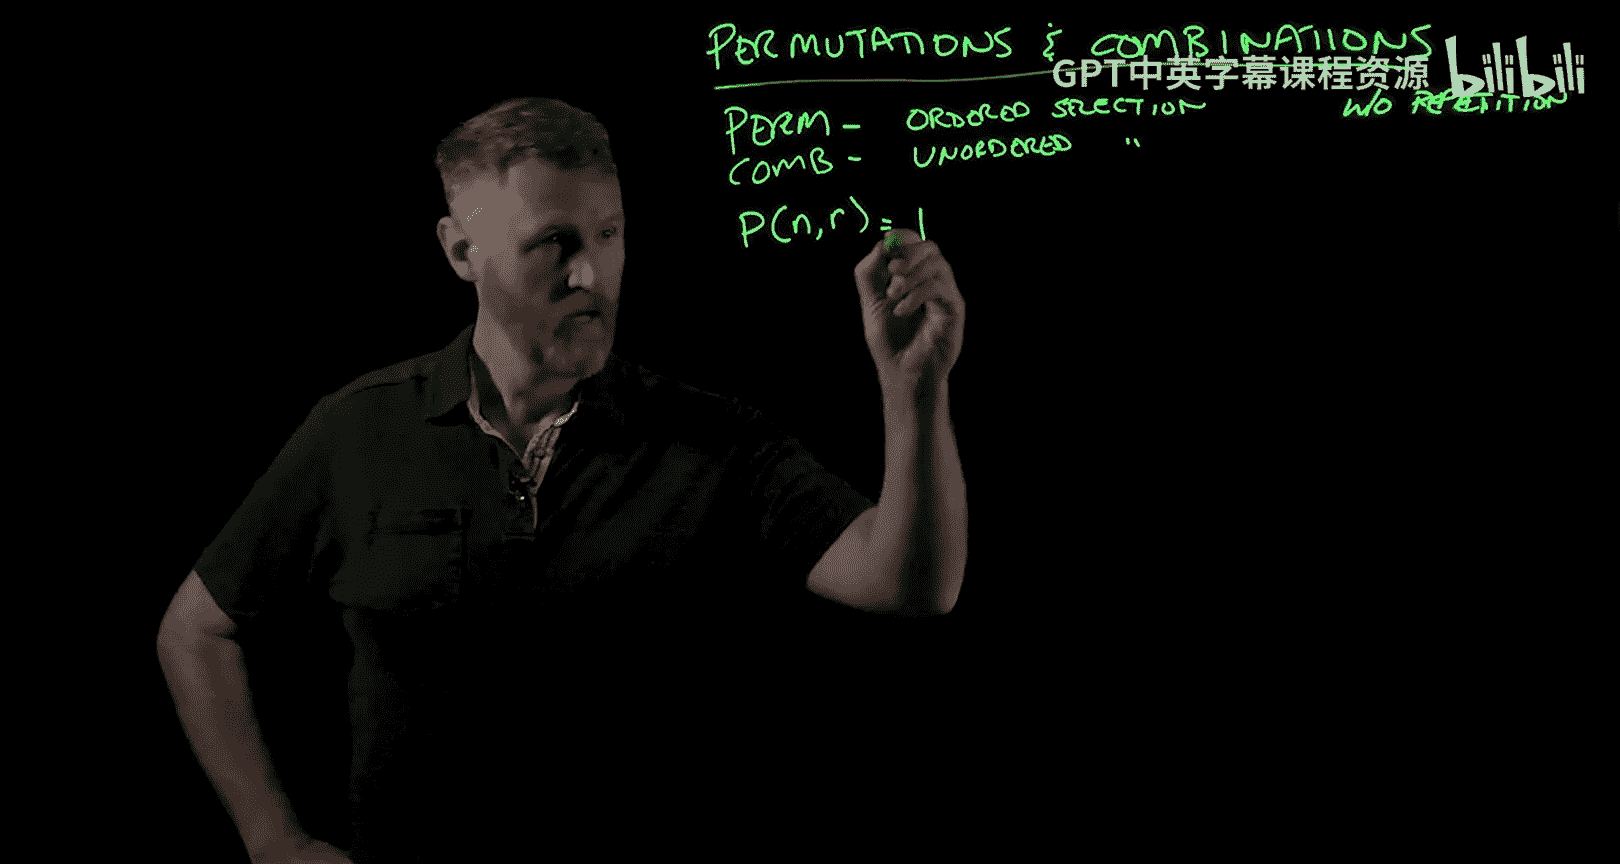 PERMUTATIONS & COMBINATIONS
GPT中英字幕课程资源 bilibili
PERM – ORDERED SELECTION W/O REPETITION
COMB – UNORDERED "
P(n,r) =